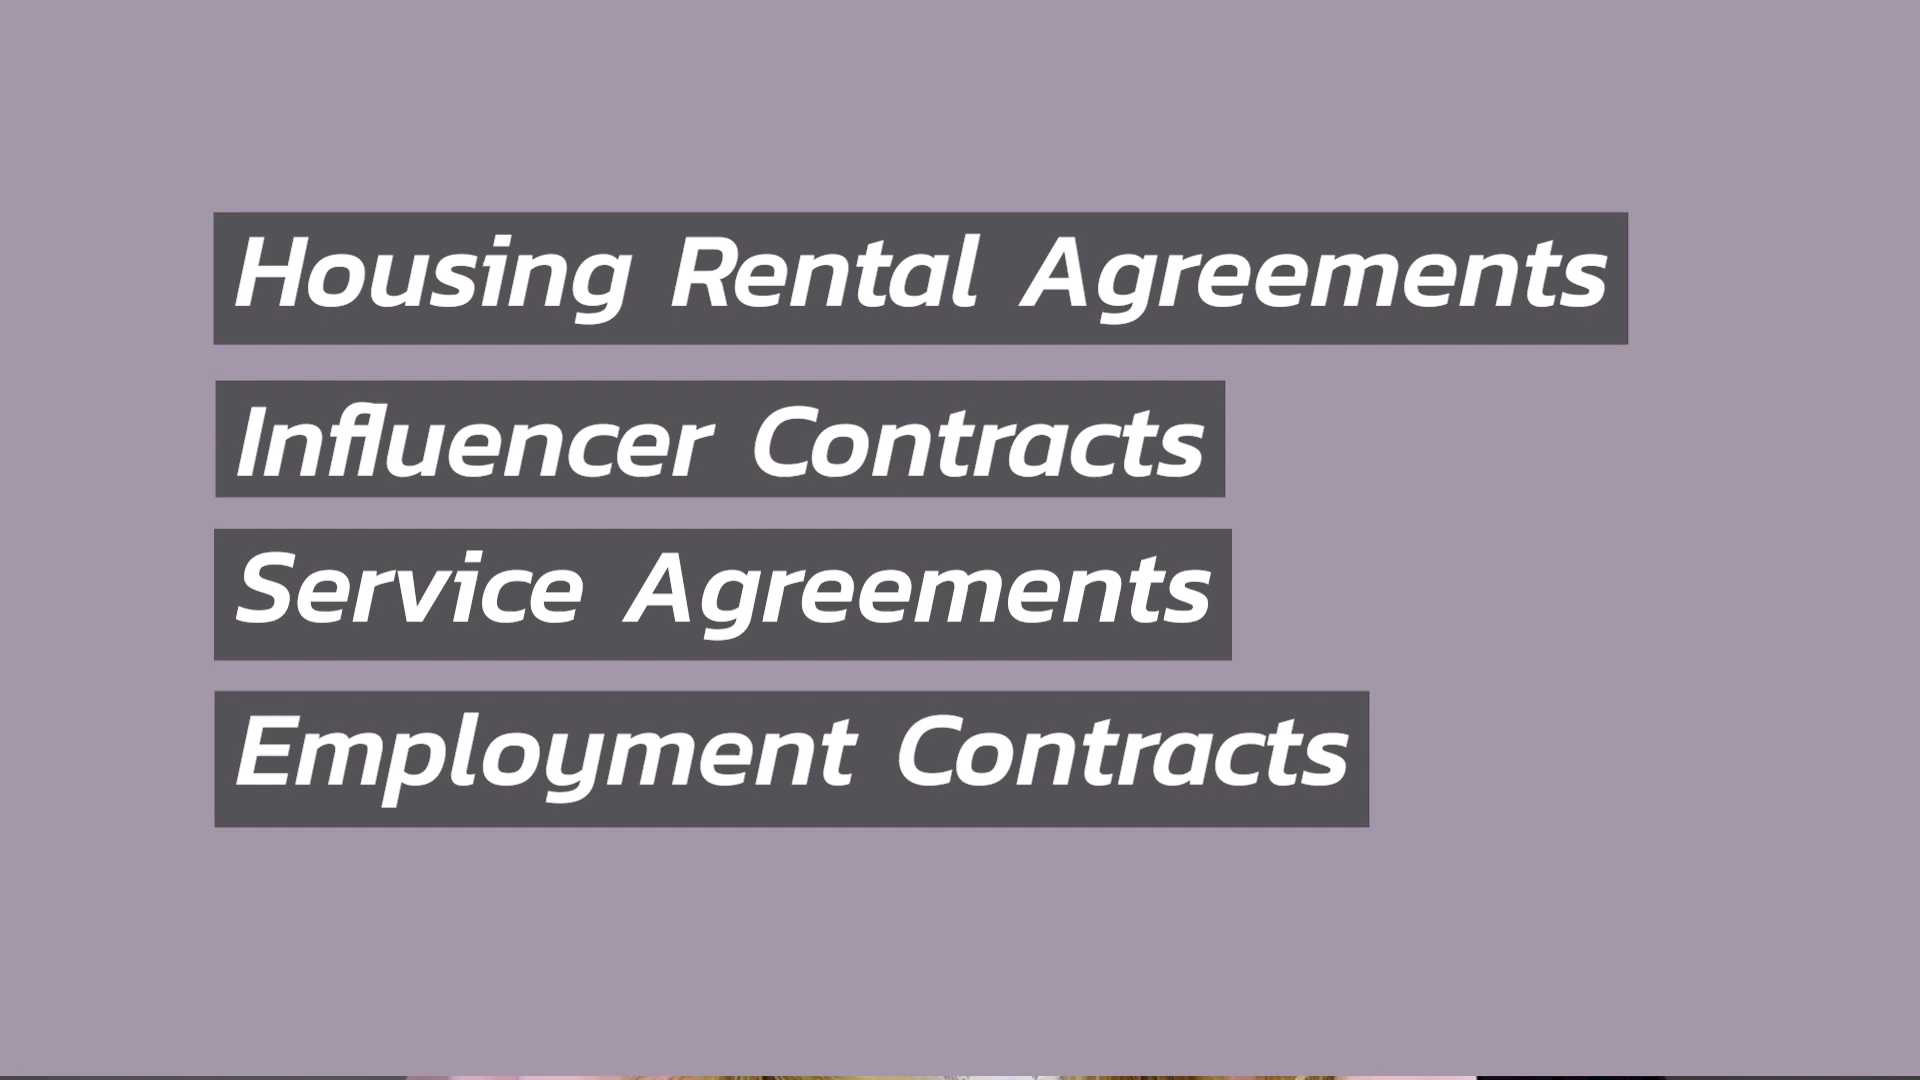 Housing Rental Agreements
Influencer Contracts
Service Agreements
Employment Contracts